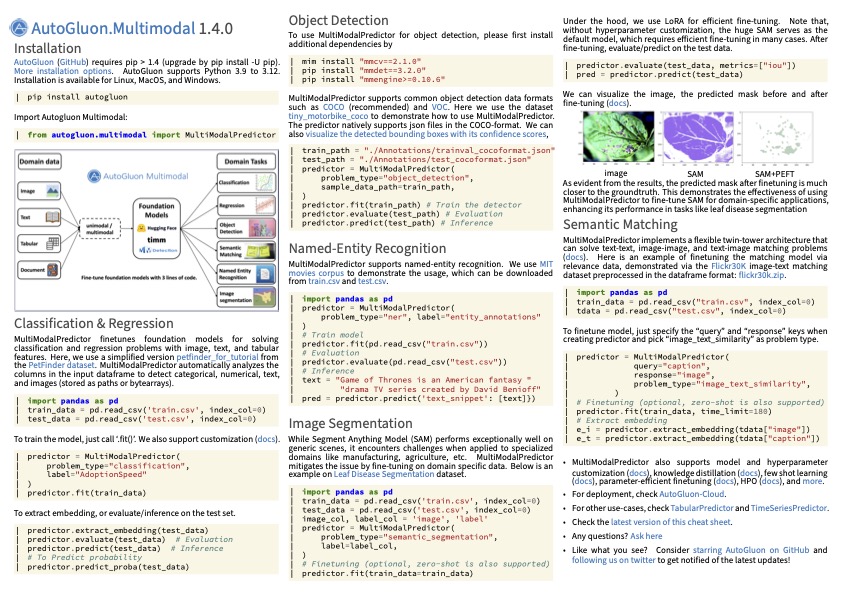 AutoGluon.Multimodal 1.4.0
Installation
AutoGluon (GitHub) requires pip > 1.4 (upgrade by pip install -U pip).
More installation options. AutoGluon supports Python 3.9 to 3.12.
Installation is available for Linux, MacOS, and Windows.
| pip install autogluon
Import Autogluon Multimodal:
| from autogluon.multimodal import MultiModalPredictor
Domain data
AutoGluon Multimodal
Domain Tasks
Image
Text
Tabular
Document
unimodal / multimodal
Foundation Models
Hugging Face
timm
Classification
Regression
Object Detection
Semantic Matching
Named Entity Recognition
Image segmentation
Fine-tune foundation models with 3 lines of code.
Classification & Regression
MultiModalPredictor finetunes foundation models for solving
classification and regression problems with image, text, and tabular
features. Here, we use a simplified version petfinder_for_tutorial from
the PetFinder dataset. MultiModalPredictor automatically analyzes the
columns in the input dataframe to detect categorical, numerical, text,
and images (stored as paths or bytearrays).
| import pandas as pd
| train_data = pd.read_csv('train.csv', index_col=0)
| test_data = pd.read_csv('test.csv', index_col=0)
To train the model, just call '.fit()'. We also support customization (docs).
| predictor = MultiModalPredictor(
|     problem_type="classification",
|     label="AdoptionSpeed"
| )
| predictor.fit(train_data)
To extract embedding, or evaluate/inference on the test set.
| predictor.extract_embedding(test_data)
| predictor.evaluate(test_data)  # Evaluation
| predictor.predict(test_data)  # Inference
| # To Predict probability
| predictor.predict_proba(test_data)
Object Detection
To use MultiModalPredictor for object detection, please first install
additional dependencies by
| mim install "mmcv==2.1.0"
| pip install "mmdet==3.2.0"
| pip install "mmengine>=0.10.6"
MultiModalPredictor supports common object detection data formats
such as COCO (recommended) and VOC. Here we use the dataset
tiny_motorbike_coco to demonstrate how to use MultiModalPredictor.
The predictor natively supports json files in the COCO-format. We can
also visualize the detected bounding boxes with its confidence scores,
| train_path = "./Annotations/trainval_cocoformat.json"
| test_path = "./Annotations/test_cocoformat.json"
| predictor = MultiModalPredictor(
|     problem_type="object_detection",
|     sample_data_path=train_path,
| )
| predictor.fit(train_path) # Train the detector
| predictor.evaluate(test_path) # Evaluation
| predictor.predict(test_path) # Inference
Named-Entity Recognition
MultiModalPredictor supports named-entity recognition. We use MIT
movies corpus to demonstrate the usage, which can be downloaded
from train.csv and test.csv.
| import pandas as pd
| predictor = MultiModalPredictor(
|     problem_type="ner", label="entity_annotations"
| )
| # Train model
| predictor.fit(pd.read_csv("train.csv"))
| # Evaluation
| predictor.evaluate(pd.read_csv("test.csv"))
| # Inference
| text = "Game of Thrones is an American fantasy "
|        "drama TV series created by David Benioff"
| pred = predictor.predict('text_snippet': [text]})
Image Segmentation
While Segment Anything Model (SAM) performs exceptionally well on
generic scenes, it encounters challenges when applied to specialized
domains like manufacturing, agriculture, etc. MultiModalPredictor
mitigates the issue by fine-tuning on domain specific data. Below is an
example on Leaf Disease Segmentation dataset.
| import pandas as pd
| train_data = pd.read_csv('train.csv', index_col=0)
| test_data = pd.read_csv('test.csv', index_col=0)
| image_col, label_col = 'image', 'label'
| predictor = MultiModalPredictor(
|     problem_type="semantic_segmentation",
|     label=label_col,
| )
| # Finetuning (optional, zero-shot is also supported)
| predictor.fit(train_data=train_data)
Under the hood, we use LoRA for efficient fine-tuning. Note that,
without hyperparameter customization, the huge SAM serves as the
default model, which requires efficient fine-tuning in many cases. After
fine-tuning, evaluate/predict on the test data.
| predictor.evaluate(test_data, metrics=["iou"])
| pred = predictor.predict(test_data)
We can visualize the image, the predicted mask before and after
fine-tuning (docs).
image SAM SAM+PEFT
As evident from the results, the predicted mask after finetuning is much
closer to the groundtruth. This demonstrates the effectiveness of using
MultiModalPredictor to fine-tune SAM for domain-specific applications,
enhancing its performance in tasks like leaf disease segmentation
Semantic Matching
MultiModalPredictor implements a flexible twin-tower architecture that
can solve text-text, image-image, and text-image matching problems
(docs). Here is an example of finetuning the matching model via
relevance data, demonstrated via the Flickr30K image-text matching
dataset preprocessed in the dataframe format: flickr30k.zip.
| import pandas as pd
| train_data = pd.read_csv("train.csv", index_col=0)
| tdata = pd.read_csv("test.csv", index_col=0)
To finetune model, just specify the "query" and "response" keys when
creating predictor and pick "image_text_similarity" as problem type.
| predictor = MultiModalPredictor(
|         query="caption",
|         response="image",
|         problem_type="image_text_similarity",
|     )
| # Finetuning (optional, zero-shot is also supported)
| predictor.fit(train_data, time_limit=180)
| # Extract embedding
| e_i = predictor.extract_embedding(tdata["image"])
| e_t = predictor.extract_embedding(tdata["caption"])
• MultiModalPredictor also supports model and hyperparameter
customization (docs), knowledge distillation (docs), few shot learning
(docs), parameter-efficient finetuning (docs), HPO (docs), and more.
• For deployment, check AutoGluon-Cloud.
• For other use-cases, check TabularPredictor and TimeSeriesPredictor.
• Check the latest version of this cheat sheet.
• Any questions? Ask here
• Like what you see? Consider starring AutoGluon on GitHub and
following us on twitter to get notified of the latest updates!